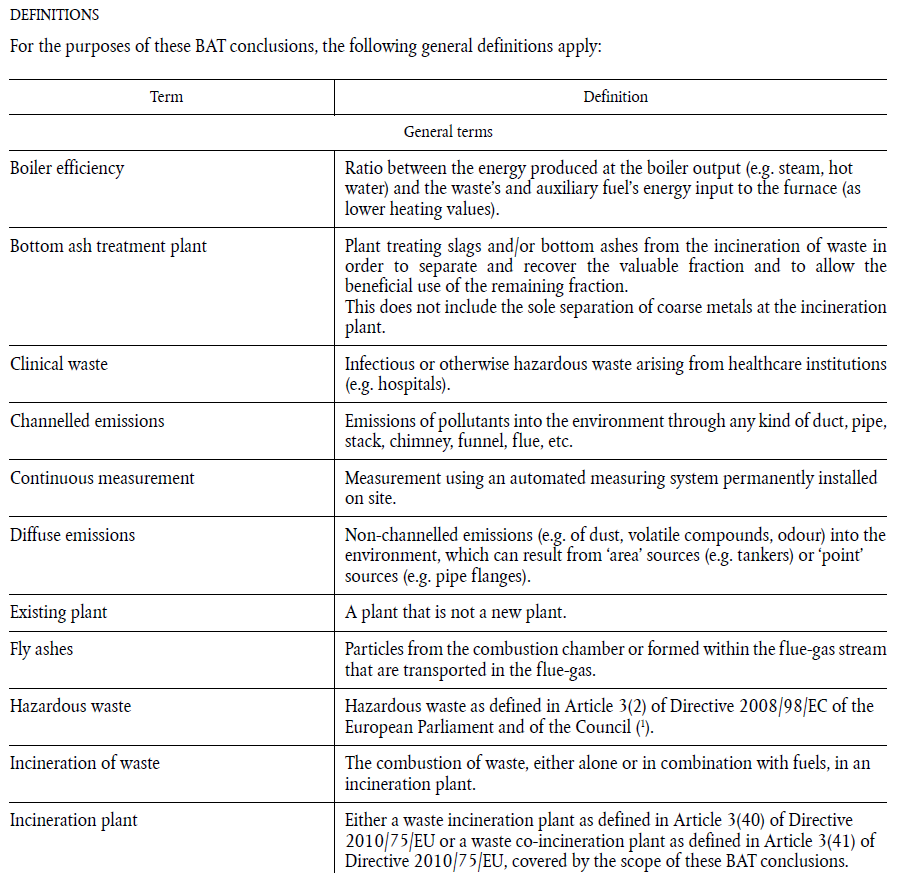 DEFINITIONS
For the purposes of these BAT conclusions, the following general definitions apply:
Term
Definition
General terms
Boiler efficiency
Ratio between the energy produced at the boiler output (e.g. steam, hot
water) and the waste's and auxiliary fuel's energy input to the furnace (as
lower heating values).
Bottom ash treatment plant
Plant treating slags and/or bottom ashes from the incineration of waste in
order to separate and recover the valuable fraction and to allow the
beneficial use of the remaining fraction.
This does not include the sole separation of coarse metals at the incineration
plant.
Clinical waste
Infectious or otherwise hazardous waste arising from healthcare institutions
(e.g. hospitals).
Channelled emissions
Emissions of pollutants into the environment through any kind of duct, pipe,
stack, chimney, funnel, flue, etc.
Continuous measurement
Measurement using an automated measuring system permanently installed
on site.
Diffuse emissions
Non-channelled emissions (e.g. of dust, volatile compounds, odour) into the
environment, which can result from ‘area’ sources (e.g. tankers) or ‘point’
sources (e.g. pipe flanges).
Existing plant
A plant that is not a new plant.
Fly ashes
Particles from the combustion chamber or formed within the flue-gas stream
that are transported in the flue-gas.
Hazardous waste
Hazardous waste as defined in Article 3(2) of Directive 2008/98/EC of the
European Parliament and of the Council (¹).
Incineration of waste
The combustion of waste, either alone or in combination with fuels, in an
incineration plant.
Incineration plant
Either a waste incineration plant as defined in Article 3(40) of Directive
2010/75/EU or a waste co-incineration plant as defined in Article 3(41) of
Directive 2010/75/EU, covered by the scope of these BAT conclusions.